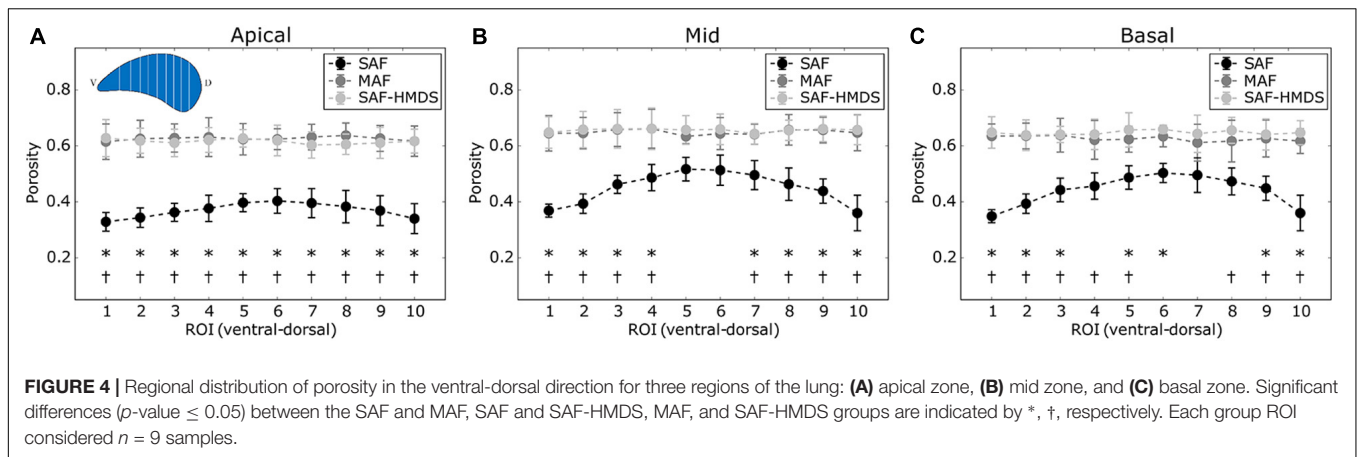 A Apical
B Mid
C Basal
V D
SAF
MAF
SAF-HMDS
SAF
MAF
SAF-HMDS
SAF
MAF
SAF-HMDS
Porosity
0.8
0.6
0.4
0.2
* * * * * * * * * *
† † † † † † † † † †
1 2 3 4 5 6 7 8 9 10
ROI (ventral-dorsal)
Porosity
0.8
0.6
0.4
0.2
* * * * * * * *
† † † † † † † †
1 2 3 4 5 6 7 8 9 10
ROI (ventral-dorsal)
Porosity
0.8
0.6
0.4
0.2
* * * * * * *
† † † † † † † †
1 2 3 4 5 6 7 8 9 10
ROI (ventral-dorsal)
FIGURE 4 | Regional distribution of porosity in the ventral-dorsal direction for three regions of the lung: (A) apical zone, (B) mid zone, and (C) basal zone. Significant
differences (p-value ≤ 0.05) between the SAF and MAF, SAF and SAF-HMDS, MAF, and SAF-HMDS groups are indicated by *, †, respectively. Each group ROI
considered n = 9 samples.